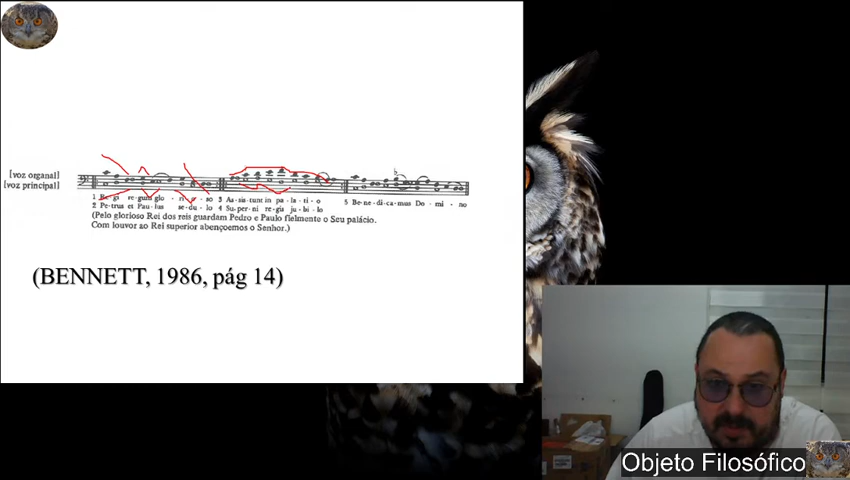 [voz organal]
[voz principal]
1 Re-gi re-gum glo - ri - o - so 3 As-sis-tunt in pa-la-ti-o 5 Be-ne-di-ca-mus Do-mi-no
2 Petrus et Pau-lus se-du-lo 4 Su-per-ni re-gis ju-bi-lo
(Pelo glorioso Rei dos reis guardam Pedro e Paulo fielmente o Seu palácio.
Com louvor ao Rei superior abençoemos o Senhor.)
(BENNETT, 1986, pág 14)
Objeto Filosófico